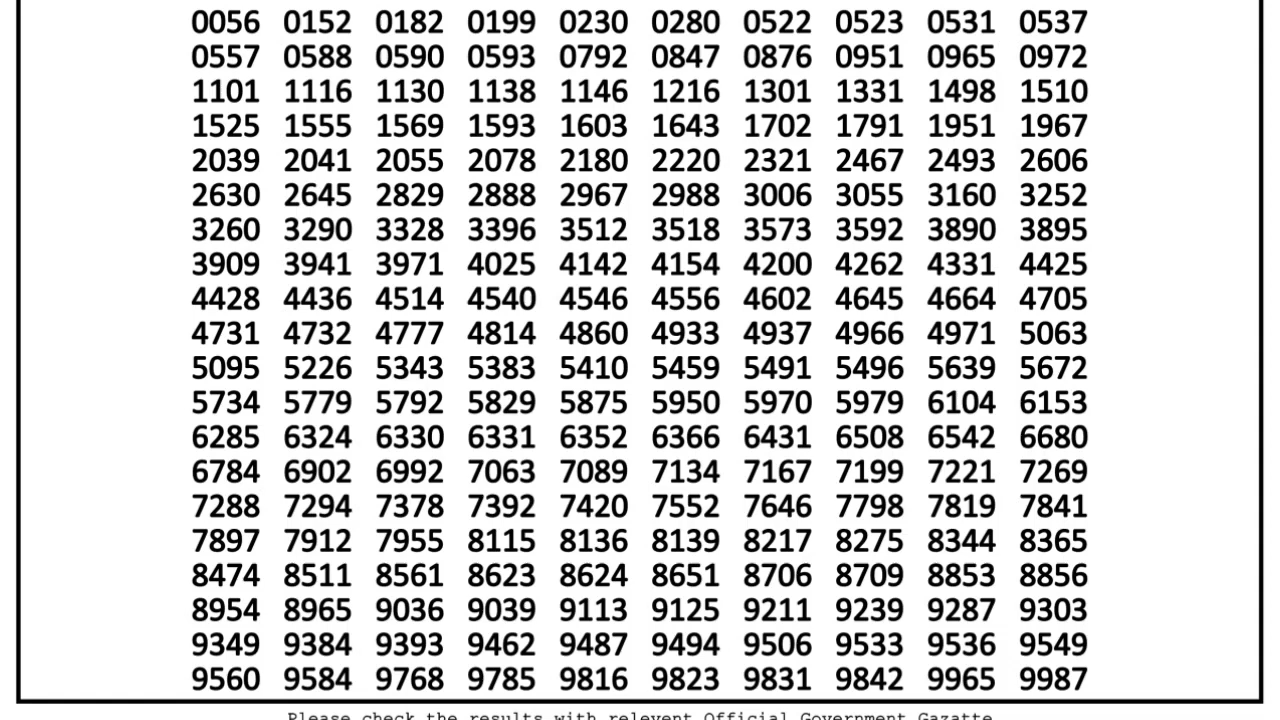 0056 0152 0182 0199 0230 0280 0522 0523 0531 0537
0557 0588 0590 0593 0792 0847 0876 0951 0965 0972
1101 1116 1130 1138 1146 1216 1301 1331 1498 1510
1525 1555 1569 1593 1603 1643 1702 1791 1951 1967
2039 2041 2055 2078 2180 2220 2321 2467 2493 2606
2630 2645 2829 2888 2967 2988 3006 3055 3160 3252
3260 3290 3328 3396 3512 3518 3573 3592 3890 3895
3909 3941 3971 4025 4142 4154 4200 4262 4331 4425
4428 4436 4514 4540 4546 4556 4602 4645 4664 4705
4731 4732 4777 4814 4860 4933 4937 4966 4971 5063
5095 5226 5343 5383 5410 5459 5491 5496 5639 5672
5734 5779 5792 5829 5875 5950 5970 5979 6104 6153
6285 6324 6330 6331 6352 6366 6431 6508 6542 6680
6784 6902 6992 7063 7089 7134 7167 7199 7221 7269
7288 7294 7378 7392 7420 7552 7646 7798 7819 7841
7897 7912 7955 8115 8136 8139 8217 8275 8344 8365
8474 8511 8561 8623 8624 8651 8706 8709 8853 8856
8954 8965 9036 9039 9113 9125 9211 9239 9287 9303
9349 9384 9393 9462 9487 9494 9506 9533 9536 9549
9560 9584 9768 9785 9816 9823 9831 9842 9965 9987
Please check the results with relevent Official Government Gazatte